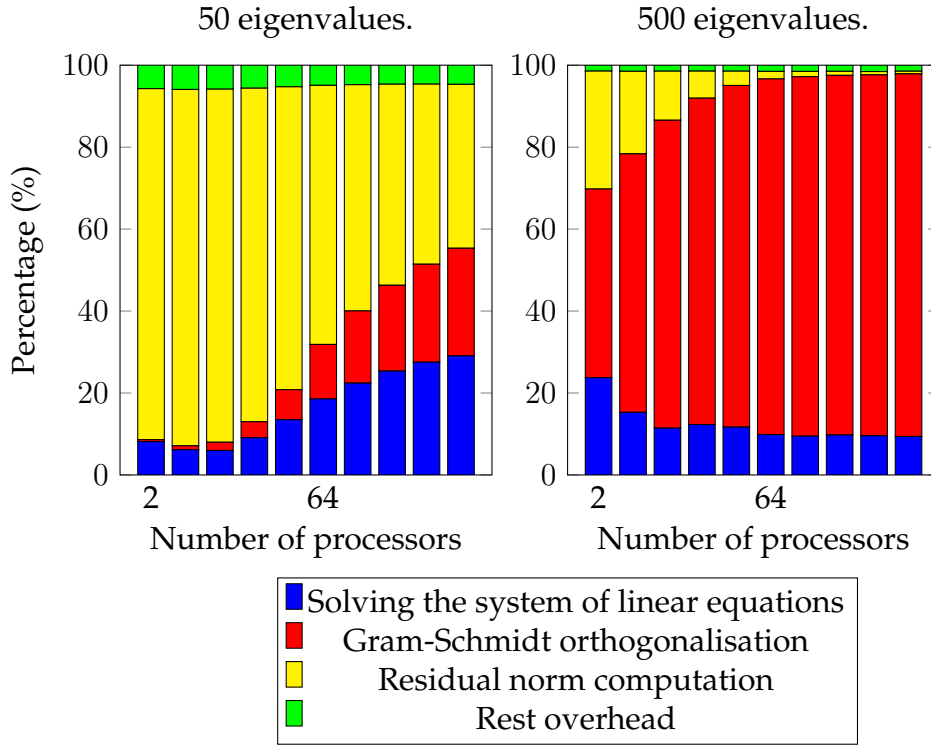 50 eigenvalues.
500 eigenvalues.
Percentage (%)
100
80
60
40
20
0
2
64
Number of processors
100
80
60
40
20
0
2
64
Number of processors
Solving the system of linear equations
Gram-Schmidt orthogonalisation
Residual norm computation
Rest overhead